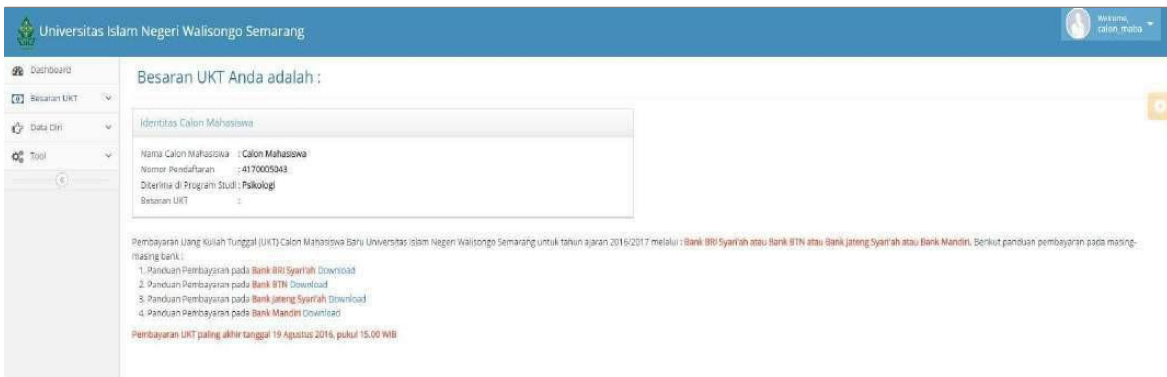 Universitas Islam Negeri Walisongo Semarang
Welcome,
calon_maba
Dashboard
Besaran UKT
Data Diri
Tool
Besaran UKT Anda adalah :
Identitas Calon Mahasiswa
Nama Calon Mahasiswa : Calon Mahasiswa
Nomor Pendaftaran : 4170005043
Diterima di Program Studi : Psikologi
Besaran UKT :
Pembayaran Uang Kuliah Tunggal (UKT) Calon Mahasiswa Baru Universitas Islam Negeri Walisongo Semarang untuk tahun ajaran 2016/2017 melalui : Bank BRI Syari'ah atau Bank BTN atau Bank Jateng Syari'ah atau Bank Mandiri. Berikut panduan pembayaran pada masing-
masing bank :
1. Panduan Pembayaran pada Bank BRI Syari'ah Download
2. Panduan Pembayaran pada Bank BTN Download
3. Panduan Pembayaran pada Bank Jateng Syari'ah Download
4. Panduan Pembayaran pada Bank Mandiri Download
Pembayaran UKT paling akhir tanggal 19 Agustus 2016, pukul 15.00 WIB